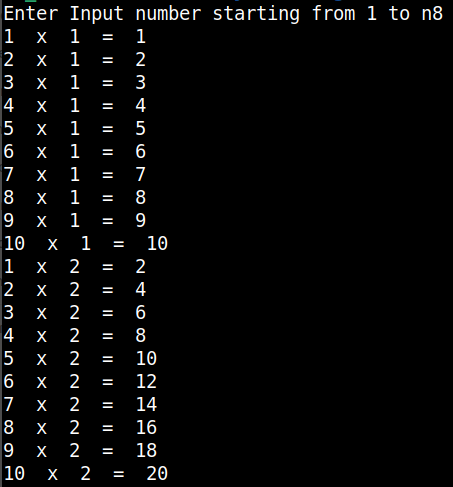 Enter Input number starting from 1 to n8
1  x  1  =  1
2  x  1  =  2
3  x  1  =  3
4  x  1  =  4
5  x  1  =  5
6  x  1  =  6
7  x  1  =  7
8  x  1  =  8
9  x  1  =  9
10  x  1  =  10
1  x  2  =  2
2  x  2  =  4
3  x  2  =  6
4  x  2  =  8
5  x  2  =  10
6  x  2  =  12
7  x  2  =  14
8  x  2  =  16
9  x  2  =  18
10  x  2  =  20